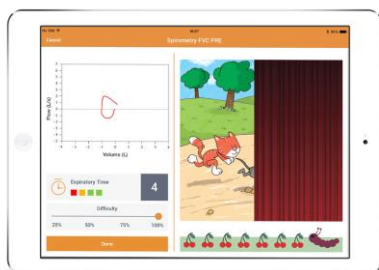 Cancel
Spirometry FVC PRE
Flow (L/s)
Volume (L)
Expiratory Time
4
Difficulty
25% 50% 75% 100%
Done